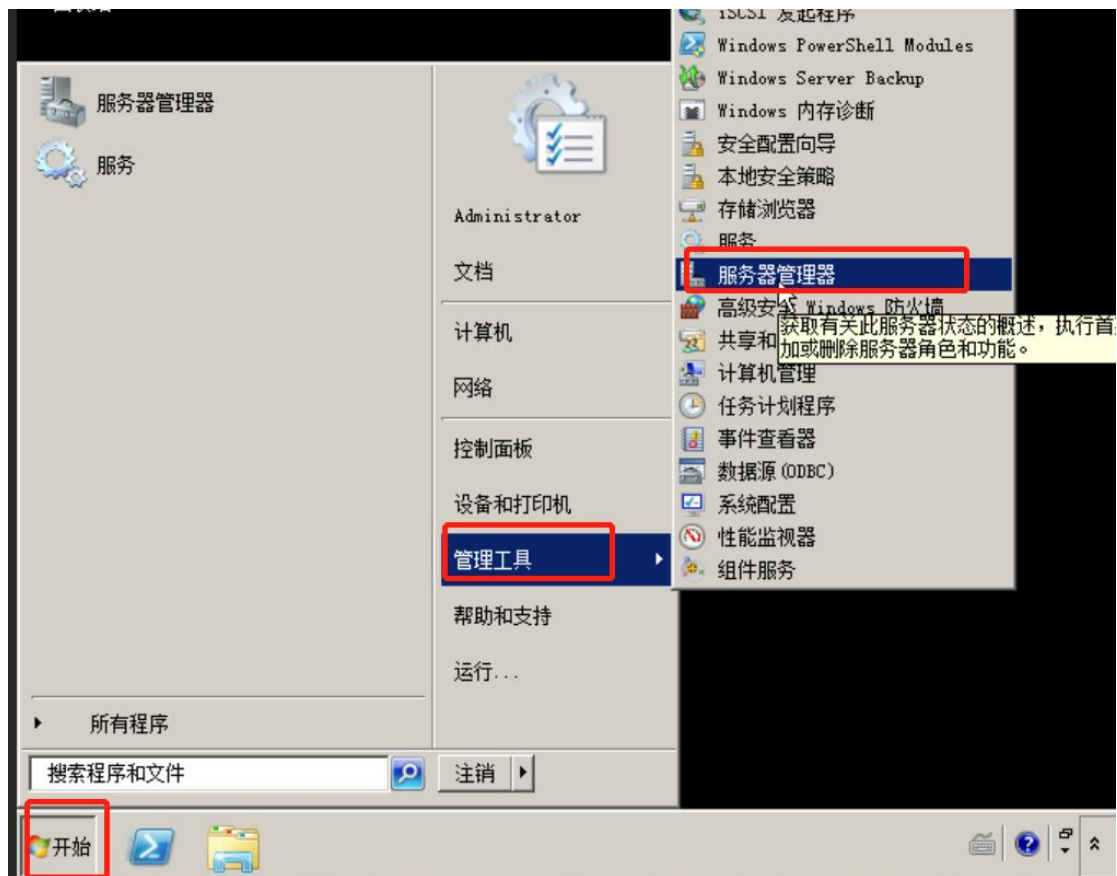 服务器管理器
服务
Administrator
文档
计算机
网络
控制面板
设备和打印机
管理工具
帮助和支持
运行...
所有程序
搜索程序和文件
注销
开始
iSCSI 发起程序
Windows PowerShell Modules
Windows Server Backup
Windows 内存诊断
安全配置向导
本地安全策略
存储浏览器
服务
服务器管理器
高级安全 Windows 防火墙
获取有关此服务器状态的概述，执行首
共享和
加或删除服务器角色和功能。
计算机管理
任务计划程序
事件查看器
数据源(ODBC)
系统配置
性能监视器
组件服务